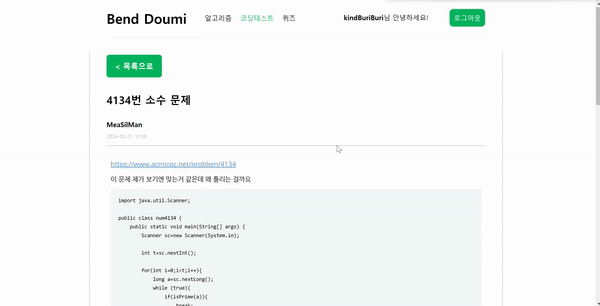 Bend Doumi 알고리즘 코딩테스트 퀴즈 kindBuriBuri님 안녕하세요! 로그아웃
< 목록으로
4134번 소수 문제
MeaSilMan
2024-03-21 17:09
https://www.acmicpc.net/problem/4134
이 문제 제가 보기엔 맞는거 같은데 왜 틀리는 걸까요
import java.util.Scanner;
public class num4134 {
public static void main(String[] args) {
Scanner sc=new Scanner(System.in);
int t=sc.nextInt();
for(int i=0;i<t;i++){
long a=sc.nextLong();
while (true){
if(isPrime(a)){
break;